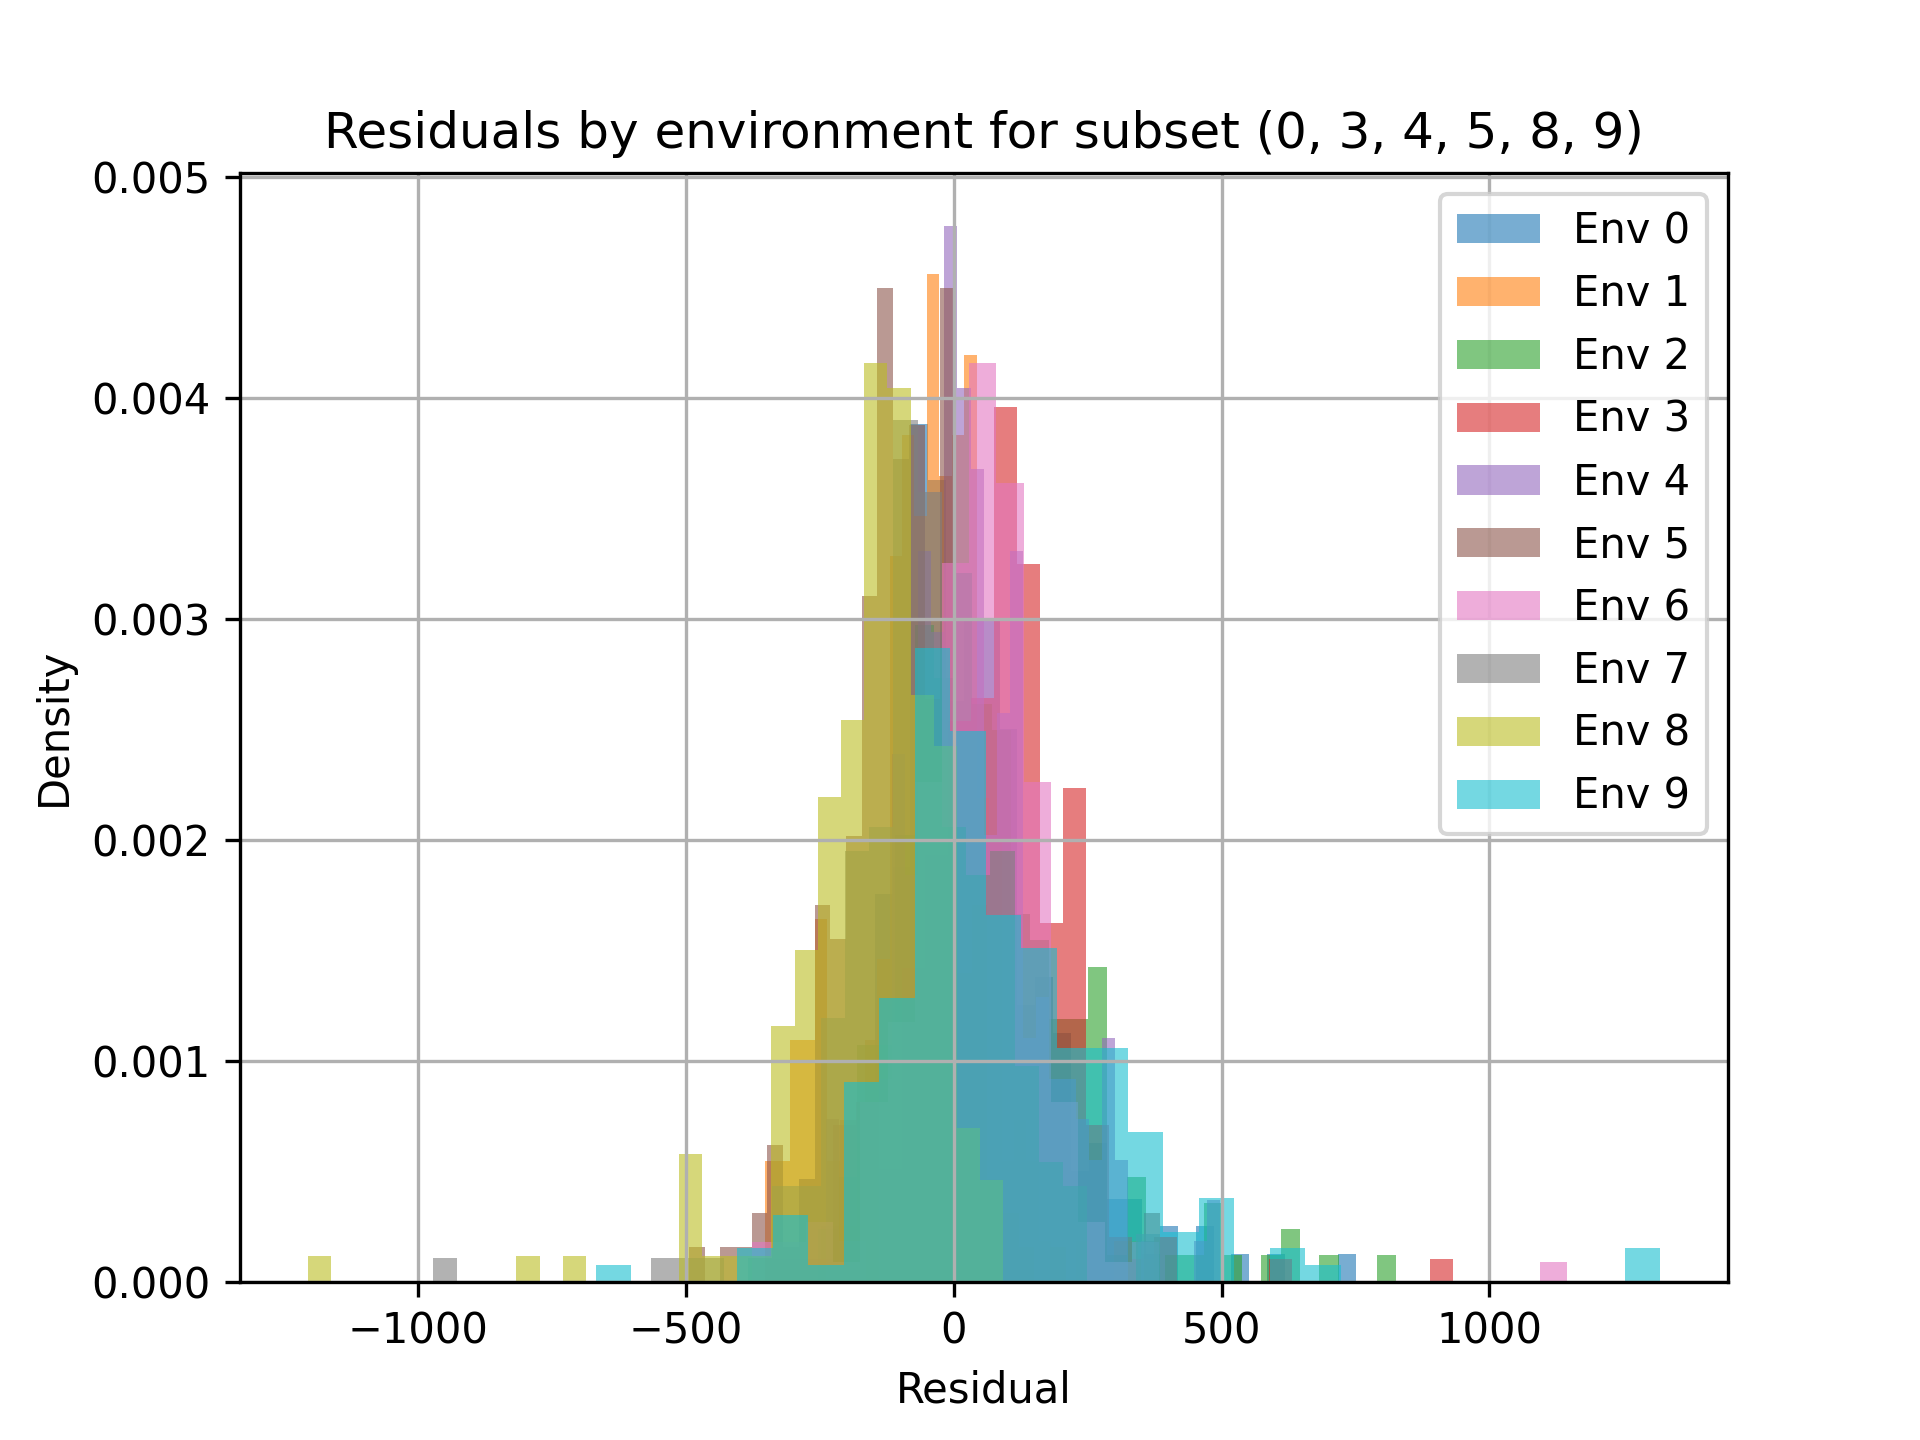 Residuals by environment for subset (0, 3, 4, 5, 8, 9)
0.005
0.004
0.003
0.002
0.001
0.000
Density
−1000
−500
0
500
1000
Residual
Env 0
Env 1
Env 2
Env 3
Env 4
Env 5
Env 6
Env 7
Env 8
Env 9